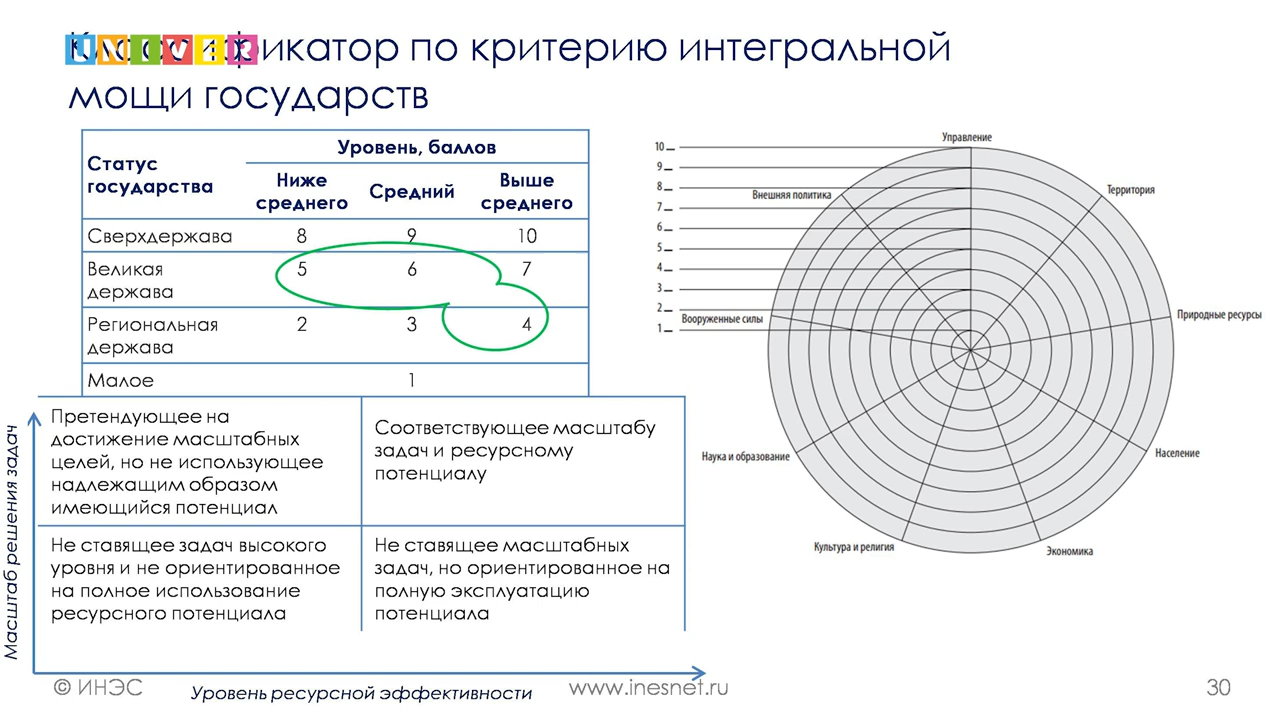 UNIVER
Классификатор по критерию интегральной
мощи государств
Статус
государства
Уровень, баллов
Ниже
среднего
Средний
Выше
среднего
Сверхдержава 8 9 10
Великая
держава
5 6 7
Региональная
держава
2 3 4
Малое 1
Претендующее на
достижение масштабных
целей, но не использующее
надлежащим образом
имеющийся потенциал
Соответствующее масштабу
задач и ресурсному
потенциалу
Не ставящее задач высокого
уровня и не ориентированное
на полное использование
ресурсного потенциала
Не ставящее масштабных
задач, но ориентированное на
полную эксплуатацию
потенциала
Масштаб решения задач
Уровень ресурсной эффективности
10
9
8
7
6
5
4
3
2
1
Управление
Территория
Природные ресурсы
Население
Экономика
Культура и религия
Наука и образование
Вооруженные силы
Внешняя политика
© ИНЭС
www.inesnet.ru
30